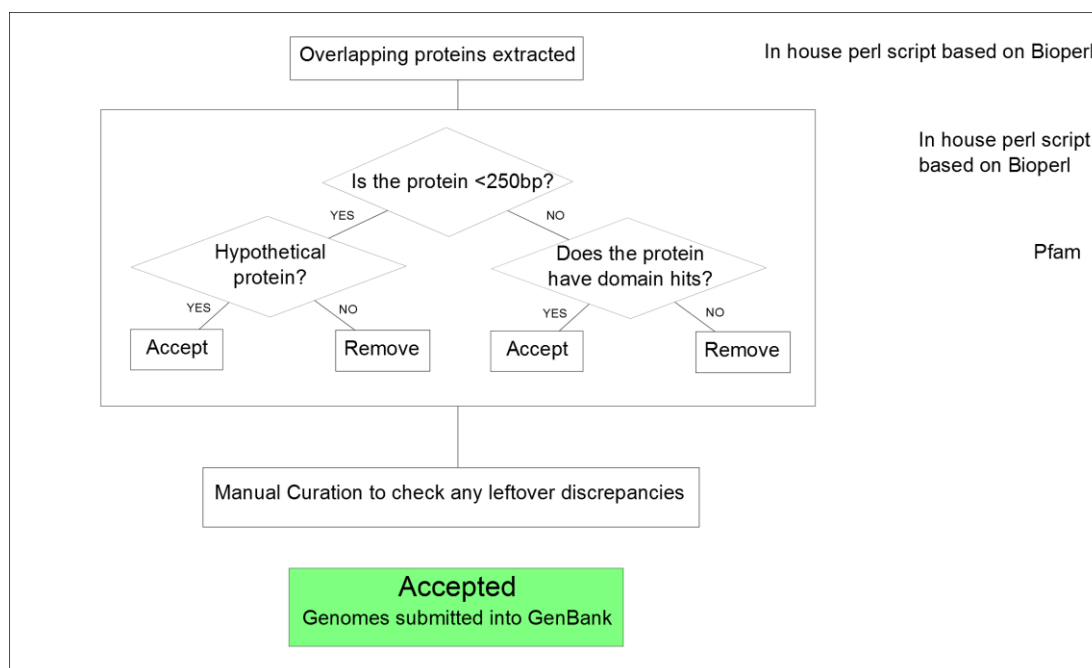 Overlapping proteins extracted
In house perl script based on Bioperl
In house perl script
based on Bioperl
Is the protein <250bp?
YES
NO
Hypothetical
protein?
Does the protein
have domain hits?
Pfam
YES
NO
YES
NO
Accept
Remove
Accept
Remove
Manual Curation to check any leftover discrepancies
Accepted
Genomes submitted into GenBank